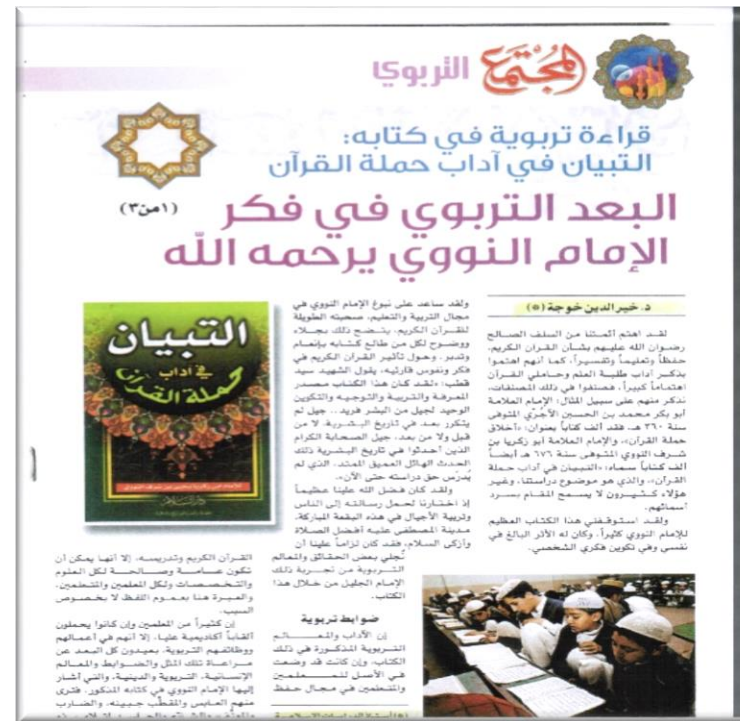 المجتمع التربوي
قراءة تربوية في كتابه:
التبيان في آداب حملة القرآن
البعد التربوي في فكر
(١ من ٣)
الإمام النووي يرحمه الله
د. خير الدين خوجة (*)
لقد اهتم أئمتنا من السلف الصالح
رضوان الله عليهم بشأن القرآن الكريم،
حفظاً وتعليماً وتفسيراً، كما أنهم اهتموا
بذكر آداب طلبة العلم وحاملي القرآن
اهتماماً كبيراً، فصنفوا في ذلك المصنفات،
نذكر منهم على سبيل المثال: الإمام العلامة
أبو بكر محمد بن الحسين الآجُرّي المتوفى
سنة ٣٦٠ هـ، فقد ألف كتاباً بعنوان: «أخلاق
حملة القرآن»، والإمام العلامة أبو زكريا بن
شرف النووي المتوفى سنة ٦٧٦ هـ أيضاً
ألف كتاباً سماه: «التبيان في آداب حملة
القرآن»، والذي هو موضوع دراستنا، وغير
هؤلاء كثيرون لا يسمح المقام بسرد
أسمائهم.
ولقد استوقفني هذا الكتاب العظيم
للإمام النووي كثيراً، وكان له الأثر البالغ في
نفسي وفي تكوين فكري الشخصي.
ولقد ساعد على نبوغ الإمام النووي في
مجال التربية والتعليم، صحبته الطويلة
للقرآن الكريم، يتضح ذلك بجلاء
ووضوح لكل من طالع كتابه بإنعام
وتدبر. وحول تأثير القرآن الكريم في
فكر ونفوس قارئيه، يقول الشهيد سيد
قطب: «لقد كان هذا الكتاب مصدر
المعرفة والتربية والتوجيه والتكوين
الوحيد لجيل من البشر فريد.. جيل لم
يتكرر بعد في تاريخ البشرية، لا من
قبل ولا من بعد، جيل الصحابة الكرام
الذين أحدثوا في تاريخ البشرية ذلك
الحدث الهائل العميق الممتد، الذي لم
يُدرس حق دراسته حتى الآن».
ولقد كان فضل الله علينا عظيماً
إذ اختارنا لحمل رسالته إلى الناس
وتربية الأجيال في هذه البقعة المباركة،
مدينة المصطفى عليه أفضل الصلاة
وأزكى السلام، فقد كان لزاماً علينا أن
نُجلي بعض الحقائق والمعالم
التربوية من تجربة ذلك
الإمام الجليل من خلال هذا
الكتاب.
ضوابط تربوية
إن الآداب والمعالم
التربوية المذكورة في ذلك
الكتاب، وإن كانت قد وضعت
في الأصل للمعلمين
والمتعلمين في مجال حفظ
التبيان
في آداب
حملة القرآن
القرآن الكريم وتدريسه، إلا أنها يمكن أن
تكون عامة وصالحة لكل العلوم
والتخصصات ولكل المعلمين والمتعلمين،
والعبرة هنا بعموم اللفظ لا بخصوص
السبب.
إن كثيراً من المعلمين وإن كانوا يحملون
ألقاباً أكاديمية عليا، إلا أنهم في أعمالهم
ووظائفهم التربوية، بعيدون كل البعد عن
مراعاة تلك المثل والضوابط والمعالم
الإنسانية، التربوية والدينية، والتي أشار
إليها الإمام النووي في كتابه المذكور، فترى
منهم العابس والمقطّب جبينه، والضارب